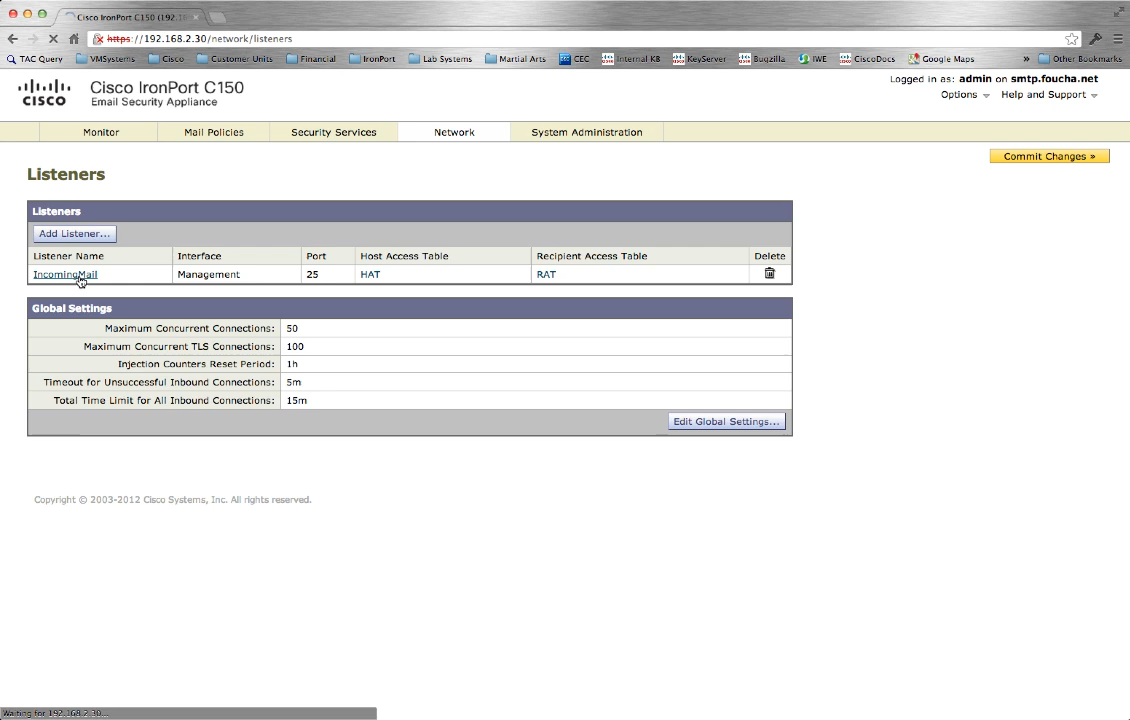 Cisco IronPort C150 (192.1
https://192.168.2.30/network/listeners
TAC Query VMSystems Cisco Customer Units Financial IronPort Lab Systems Martial Arts CEC Internal KB KeyServer Bugzilla IWE CiscoDocs Google Maps » Other Bookmarks
CISCO
Cisco IronPort C150
Email Security Appliance
Logged in as: admin on smtp.foucha.net
Options Help and Support
Monitor Mail Policies Security Services Network System Administration
Commit Changes »
Listeners
Listeners
Add Listener...
Listener Name Interface Port Host Access Table Recipient Access Table Delete
IncomingMail Management 25 HAT RAT
Global Settings
Maximum Concurrent Connections: 50
Maximum Concurrent TLS Connections: 100
Injection Counters Reset Period: 1h
Timeout for Unsuccessful Inbound Connections: 5m
Total Time Limit for All Inbound Connections: 15m
Edit Global Settings...
Copyright © 2003-2012 Cisco Systems, Inc. All rights reserved.
Waiting for 192.168.2.30...